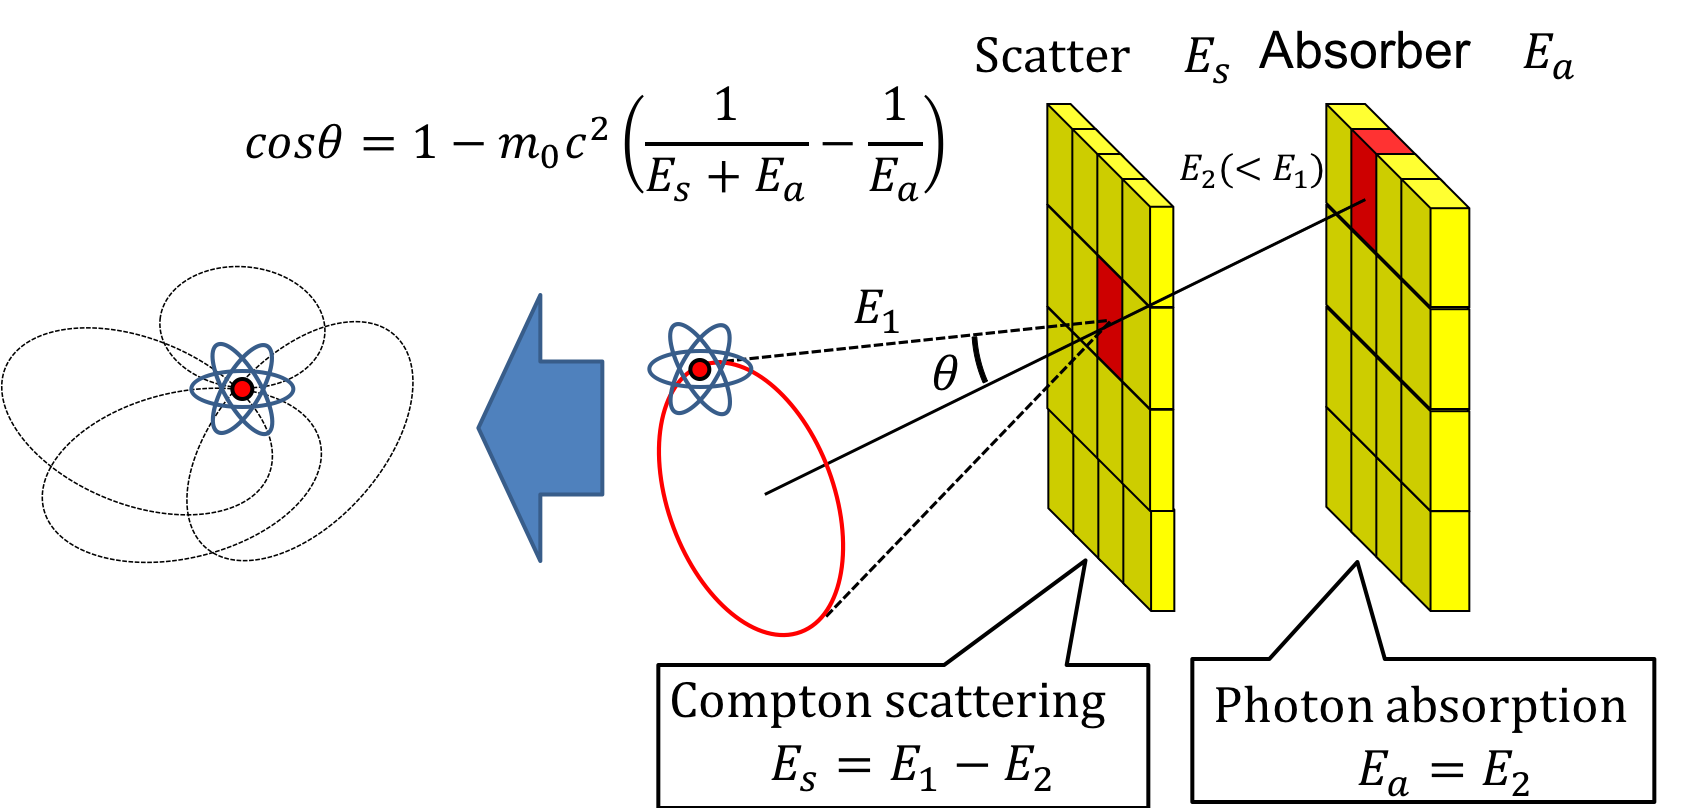 Scatter E_s Absorber E_a
cosθ = 1 − m_0c^2 (1/(E_s + E_a) − 1/E_a)
E_2(< E_1)
E_1
θ
Compton scattering
E_s = E_1 − E_2
Photon absorption
E_a = E_2